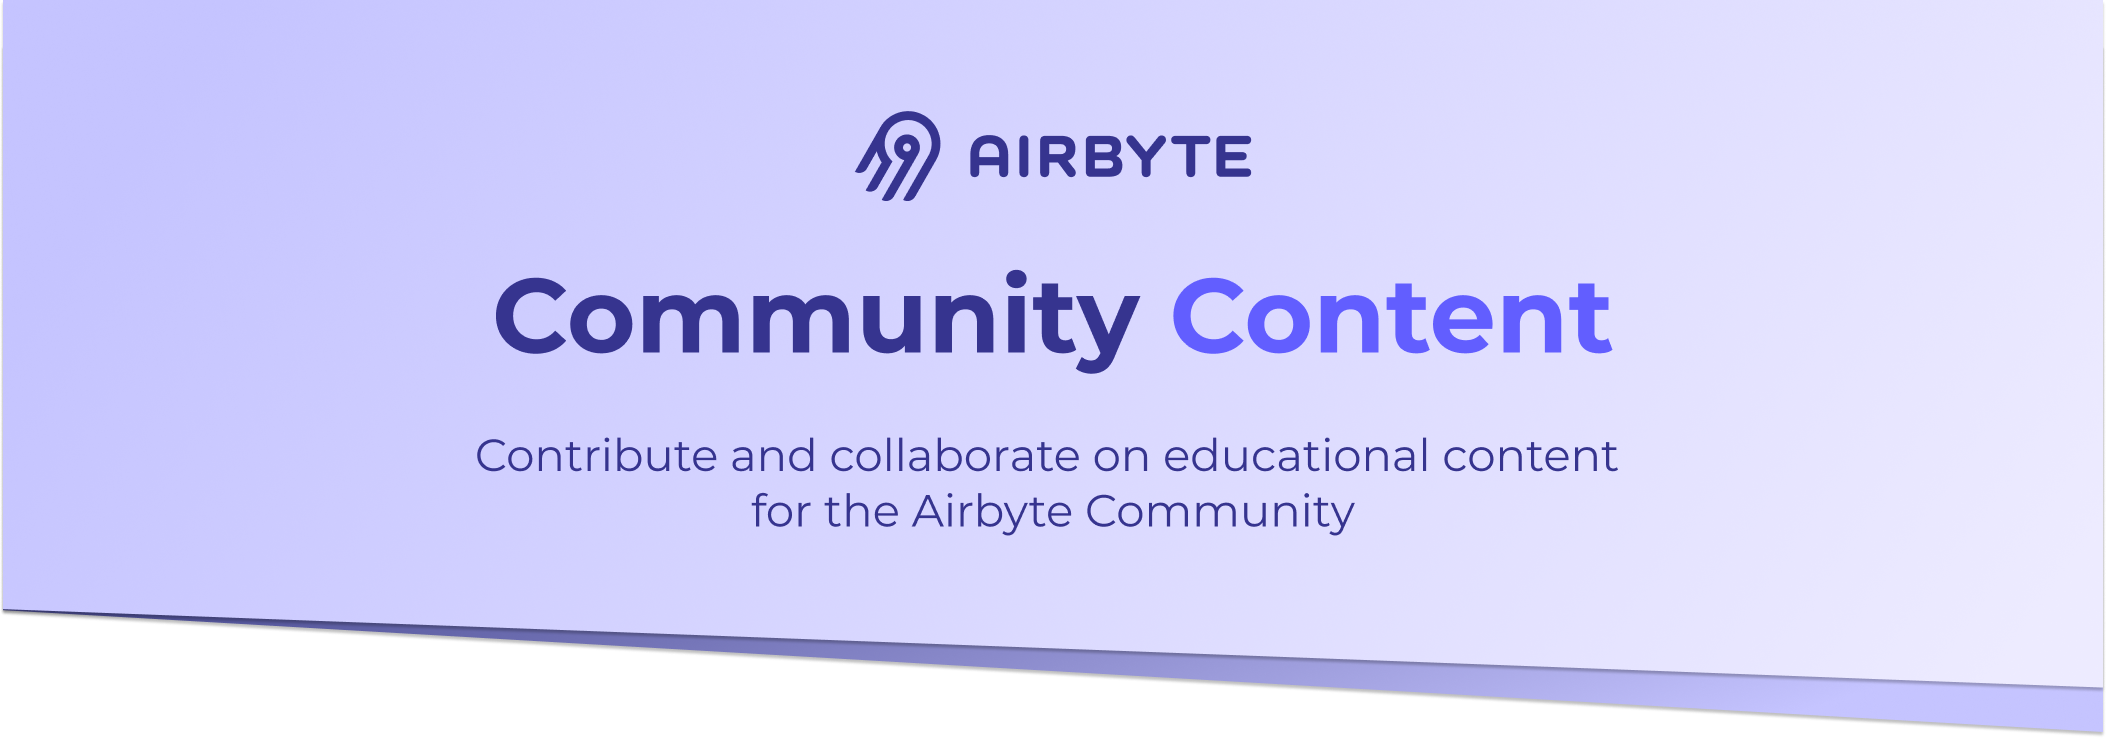 AIRBYTE
Community Content
Contribute and collaborate on educational content
for the Airbyte Community